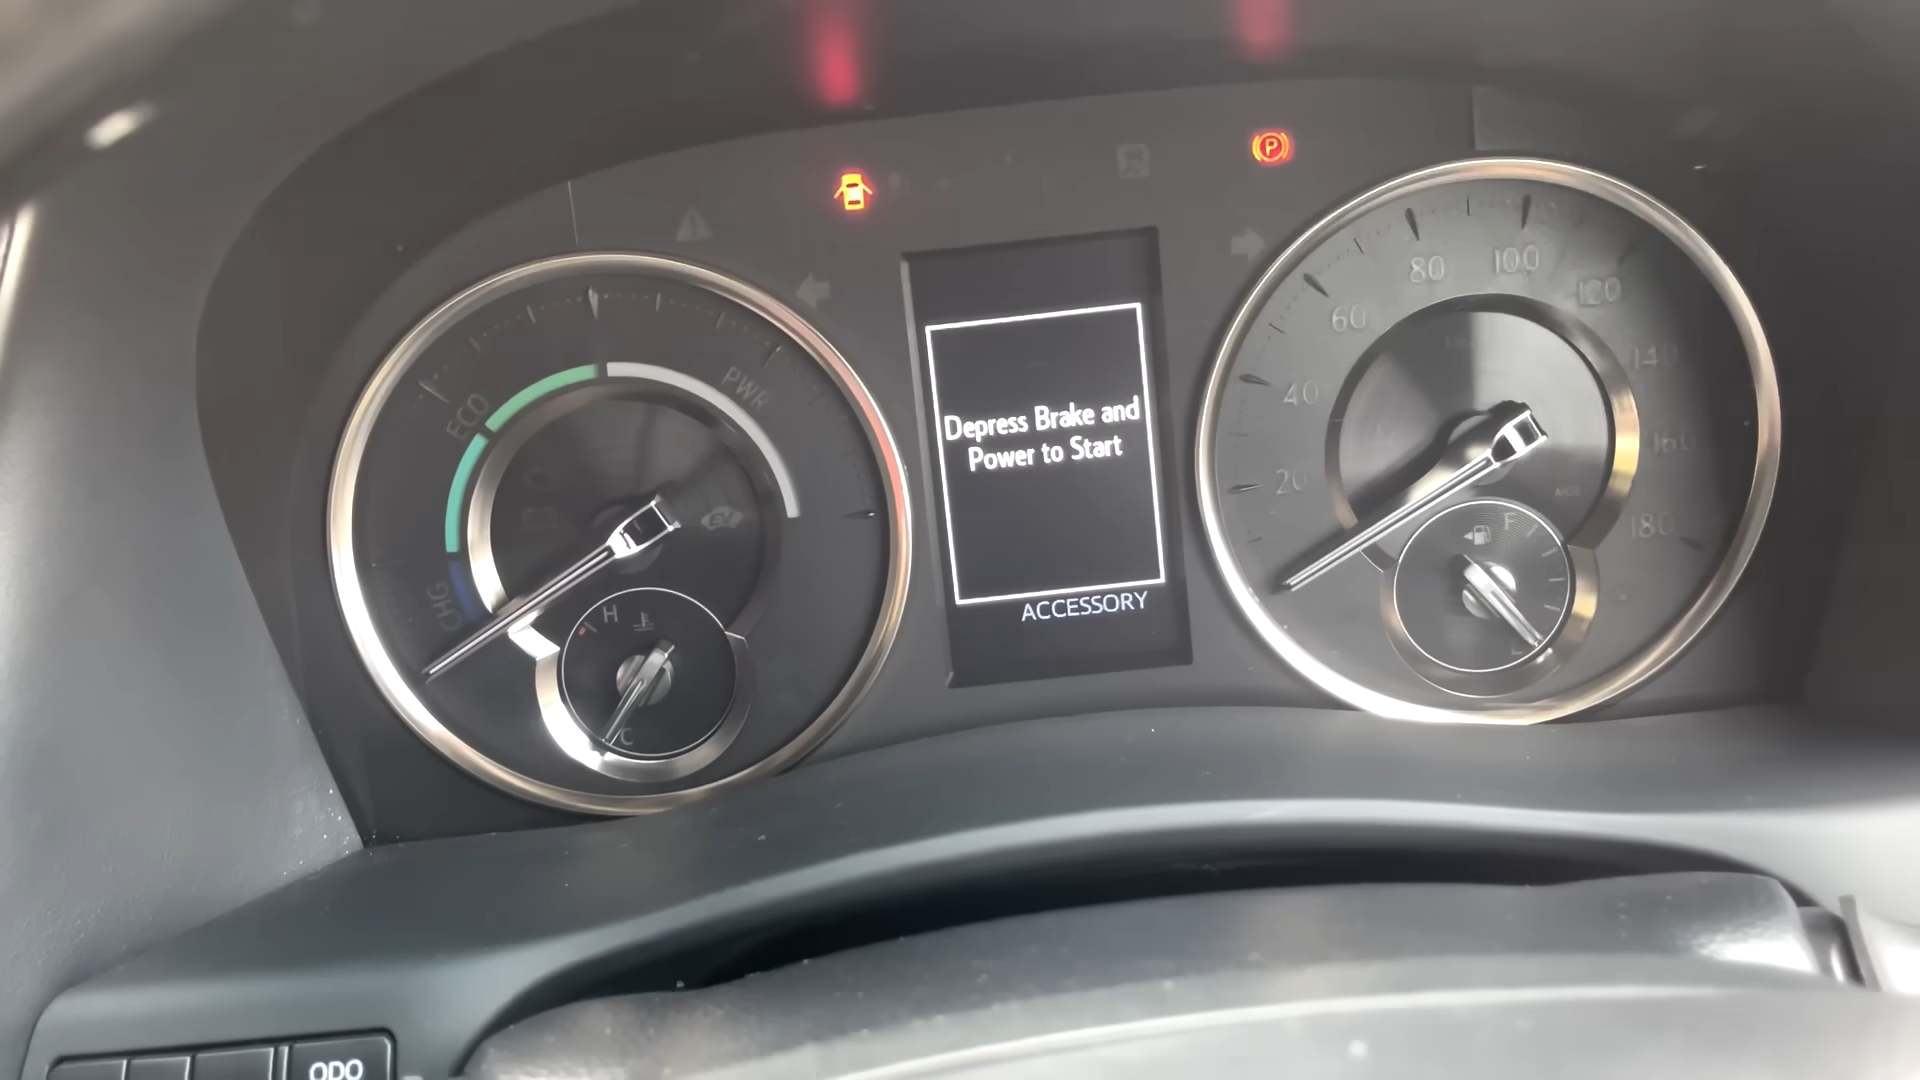 ECO
PWR
CHG
EV
H
C
Depress Brake and
Power to Start
ACCESSORY
P
20
40
60
80
100
120
140
160
180
F
ODO